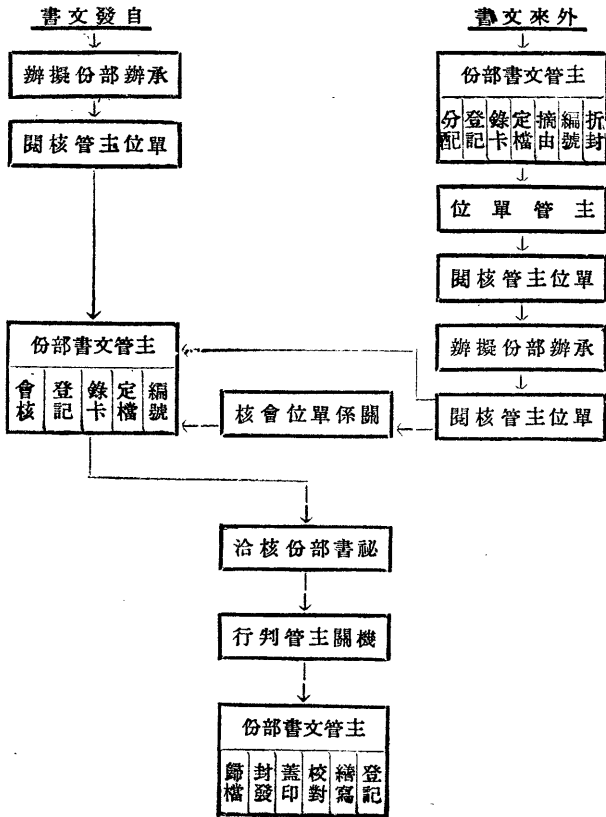 外來文書
主管文書部份
折封
編號
摘由
定檔
錄卡
登記
分配
主管單位
單位主管核閱
承辦部份擬辦
單位主管核閱
關係單位會核
自發文書
承辦部份擬辦
單位主管核閱
主管文書部份
編號
定檔
錄卡
登記
會核
祕書部份核洽
機關主管判行
主管文書部份
登記
繕寫
校對
蓋印
封發
歸檔